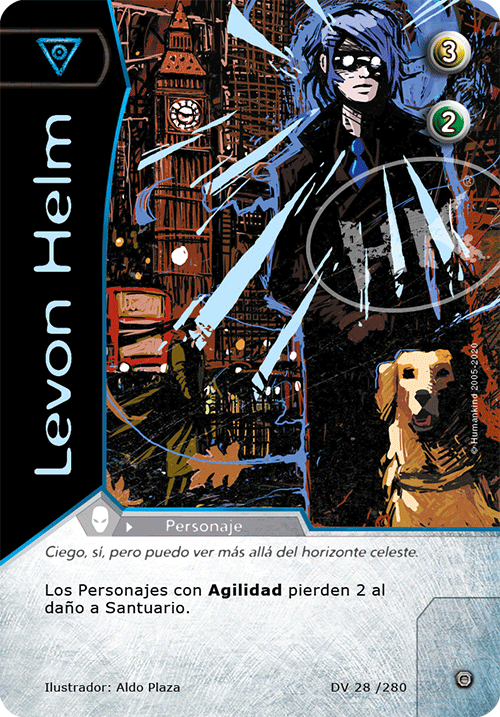 3
2
Levon Helm
HK
®
© Humankind 2005-2020
Personaje
Ciego, sí, pero puedo ver más allá del horizonte celeste.
Los Personajes con Agilidad pierden 2 al
daño a Santuario.
Ilustrador: Aldo Plaza
DV 28 /280